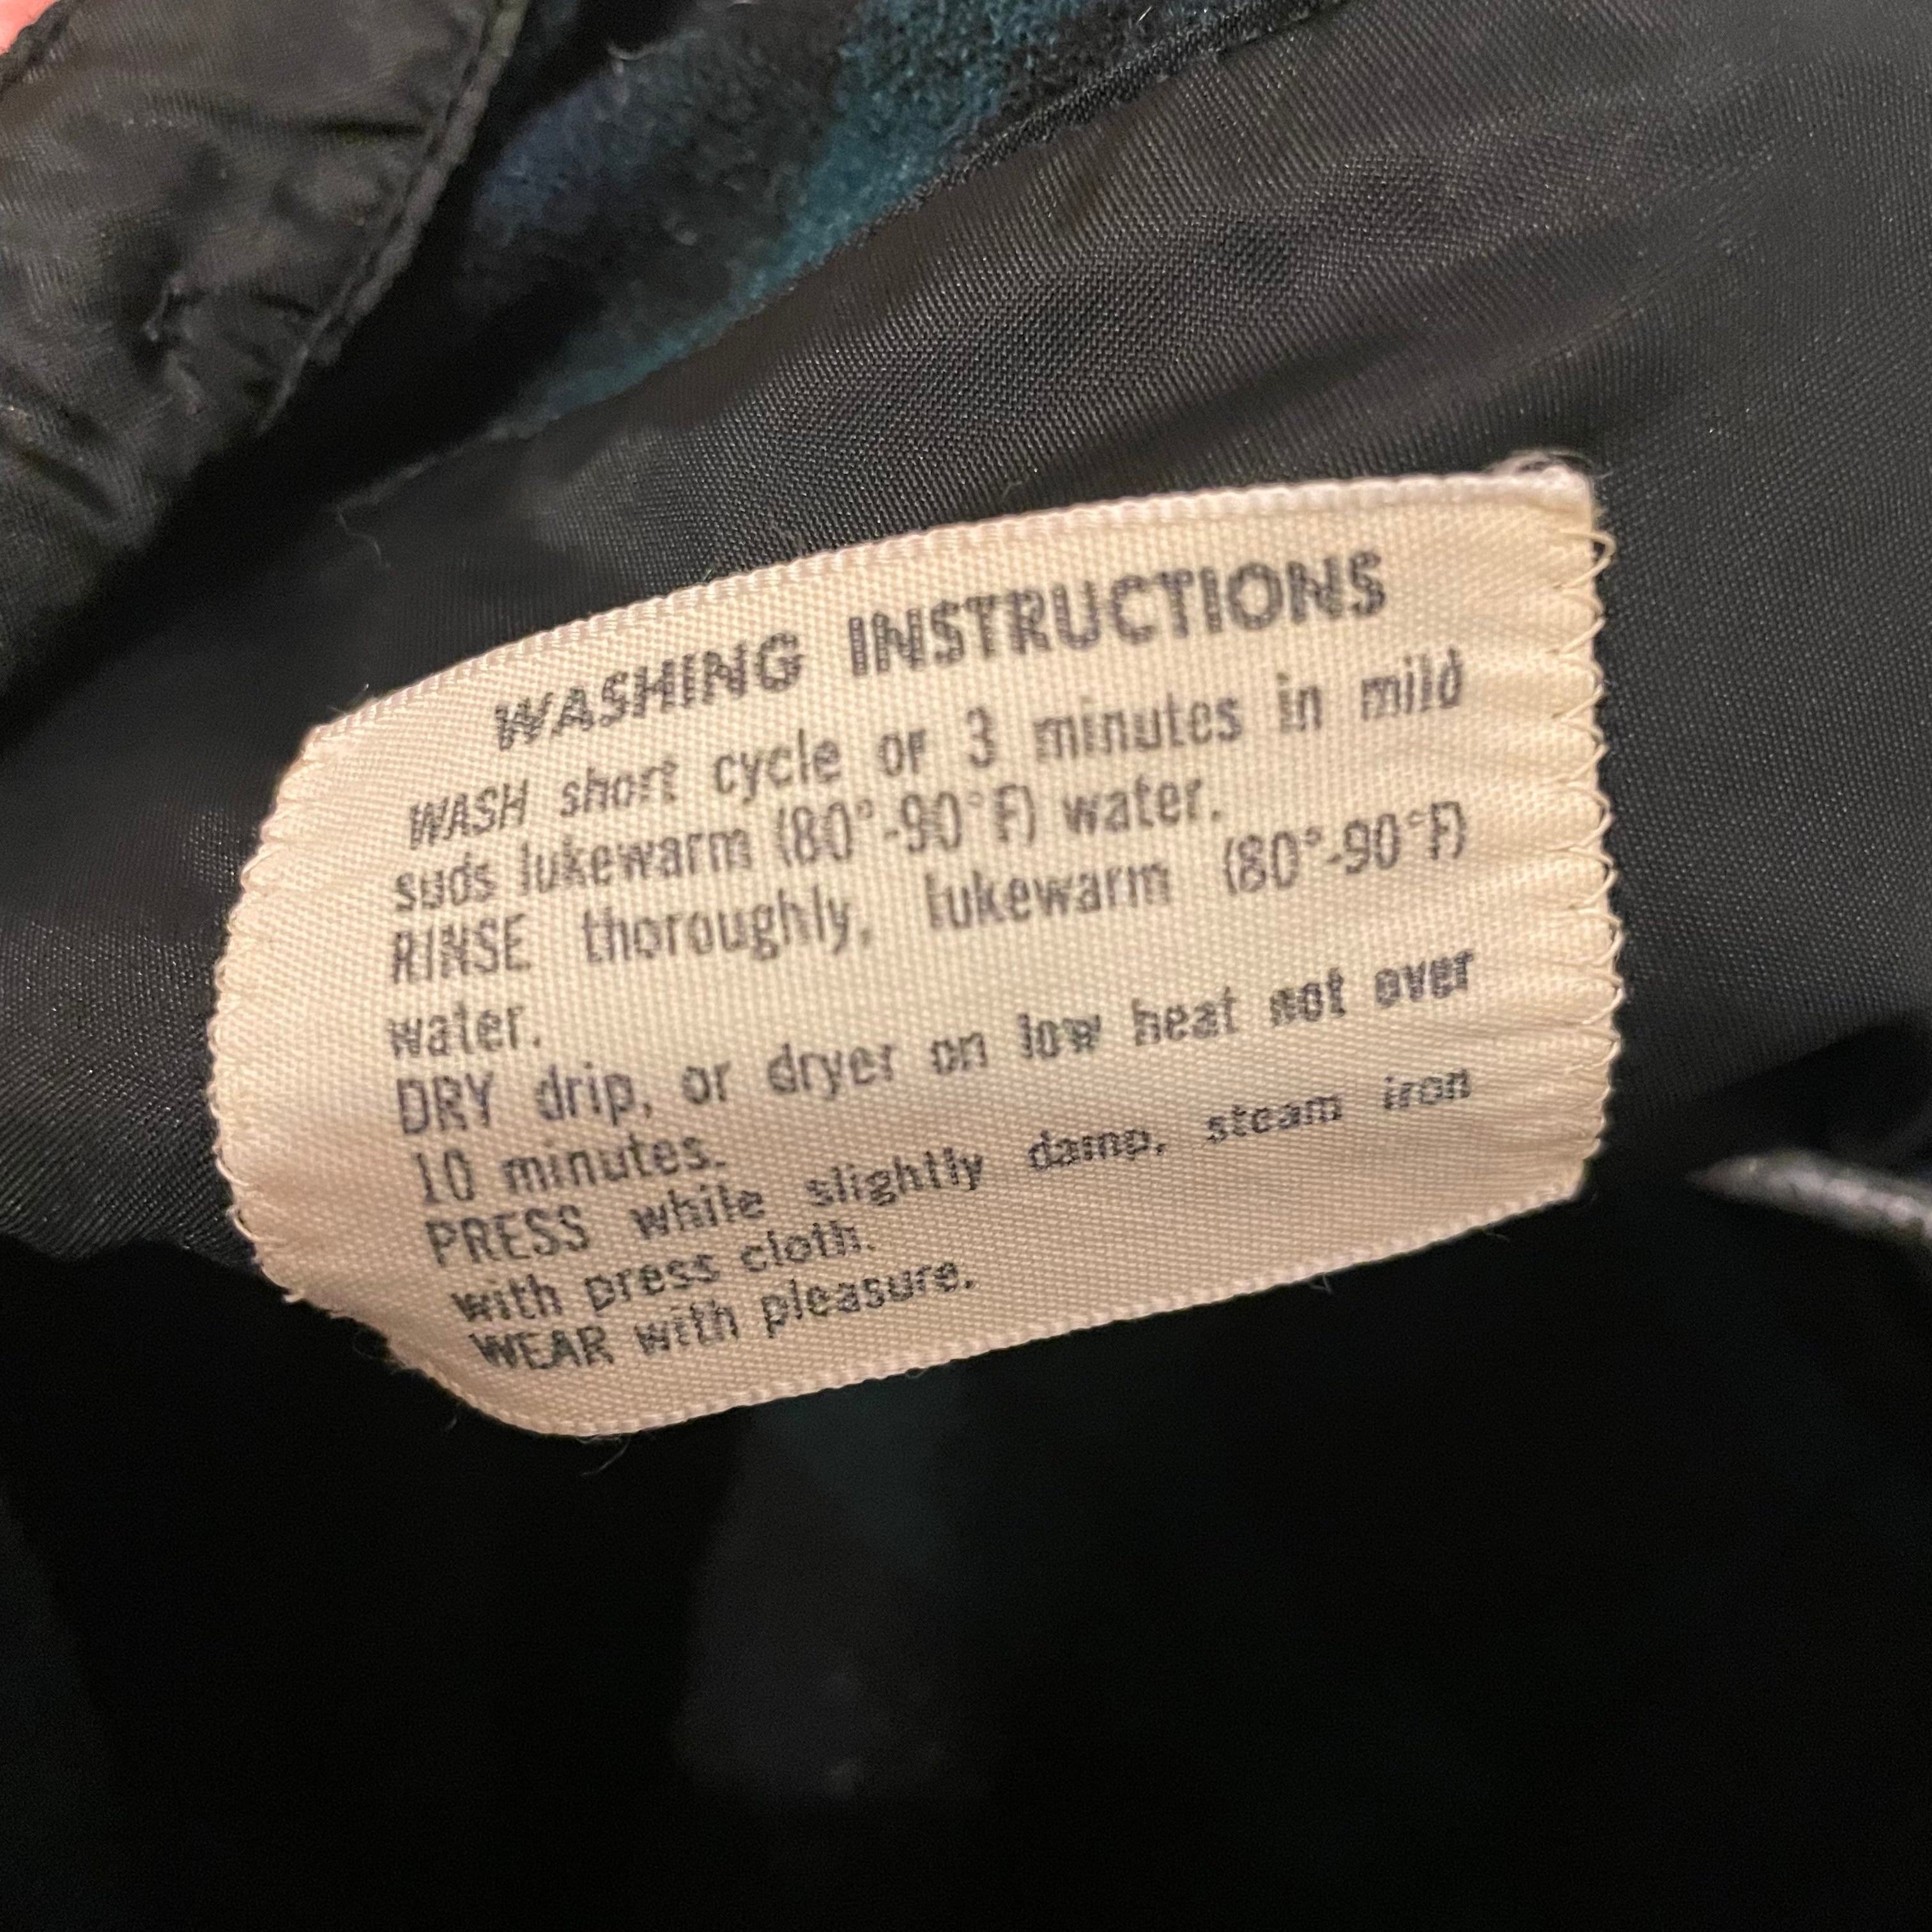 WASHING INSTRUCTIONS
WASH short cycle or 3 minutes in mild
suds lukewarm (80°-90°F) water.
RINSE thoroughly, lukewarm (80°-90°F)
water.
DRY drip, or dryer on low heat not over
10 minutes.
PRESS while slightly damp, steam iron
with press cloth.
WEAR with pleasure.